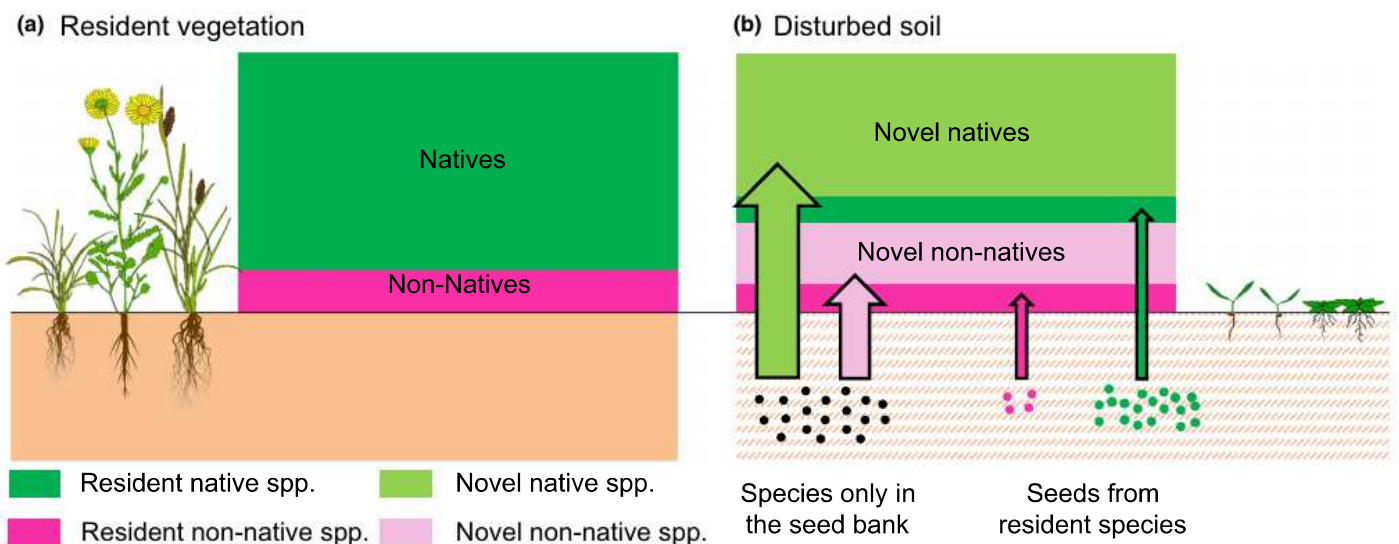 (a) Resident vegetation
Natives
Non-Natives
(b) Disturbed soil
Novel natives
Novel non-natives
Resident native spp.
Novel native spp.
Resident non-native spp.
Novel non-native spp.
Species only in
the seed bank
Seeds from
resident species